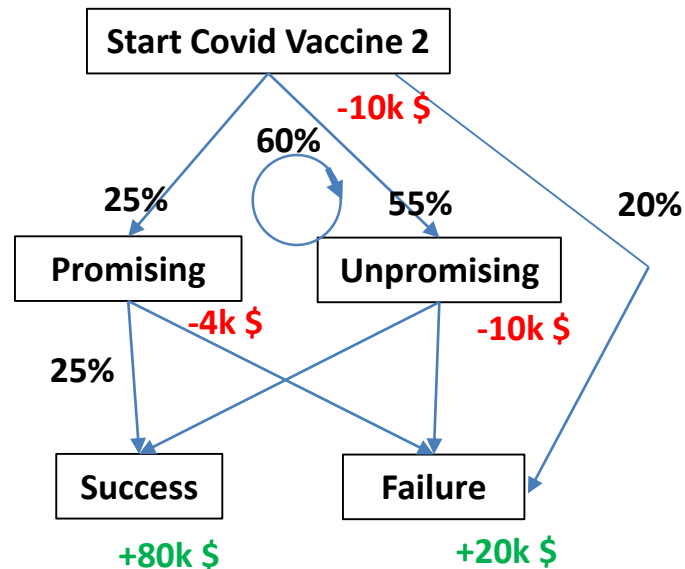 Start Covid Vaccine 2
-10k $
60%
25%
55%
20%
Promising
Unpromising
-4k $
-10k $
25%
Success
Failure
+80k $
+20k $